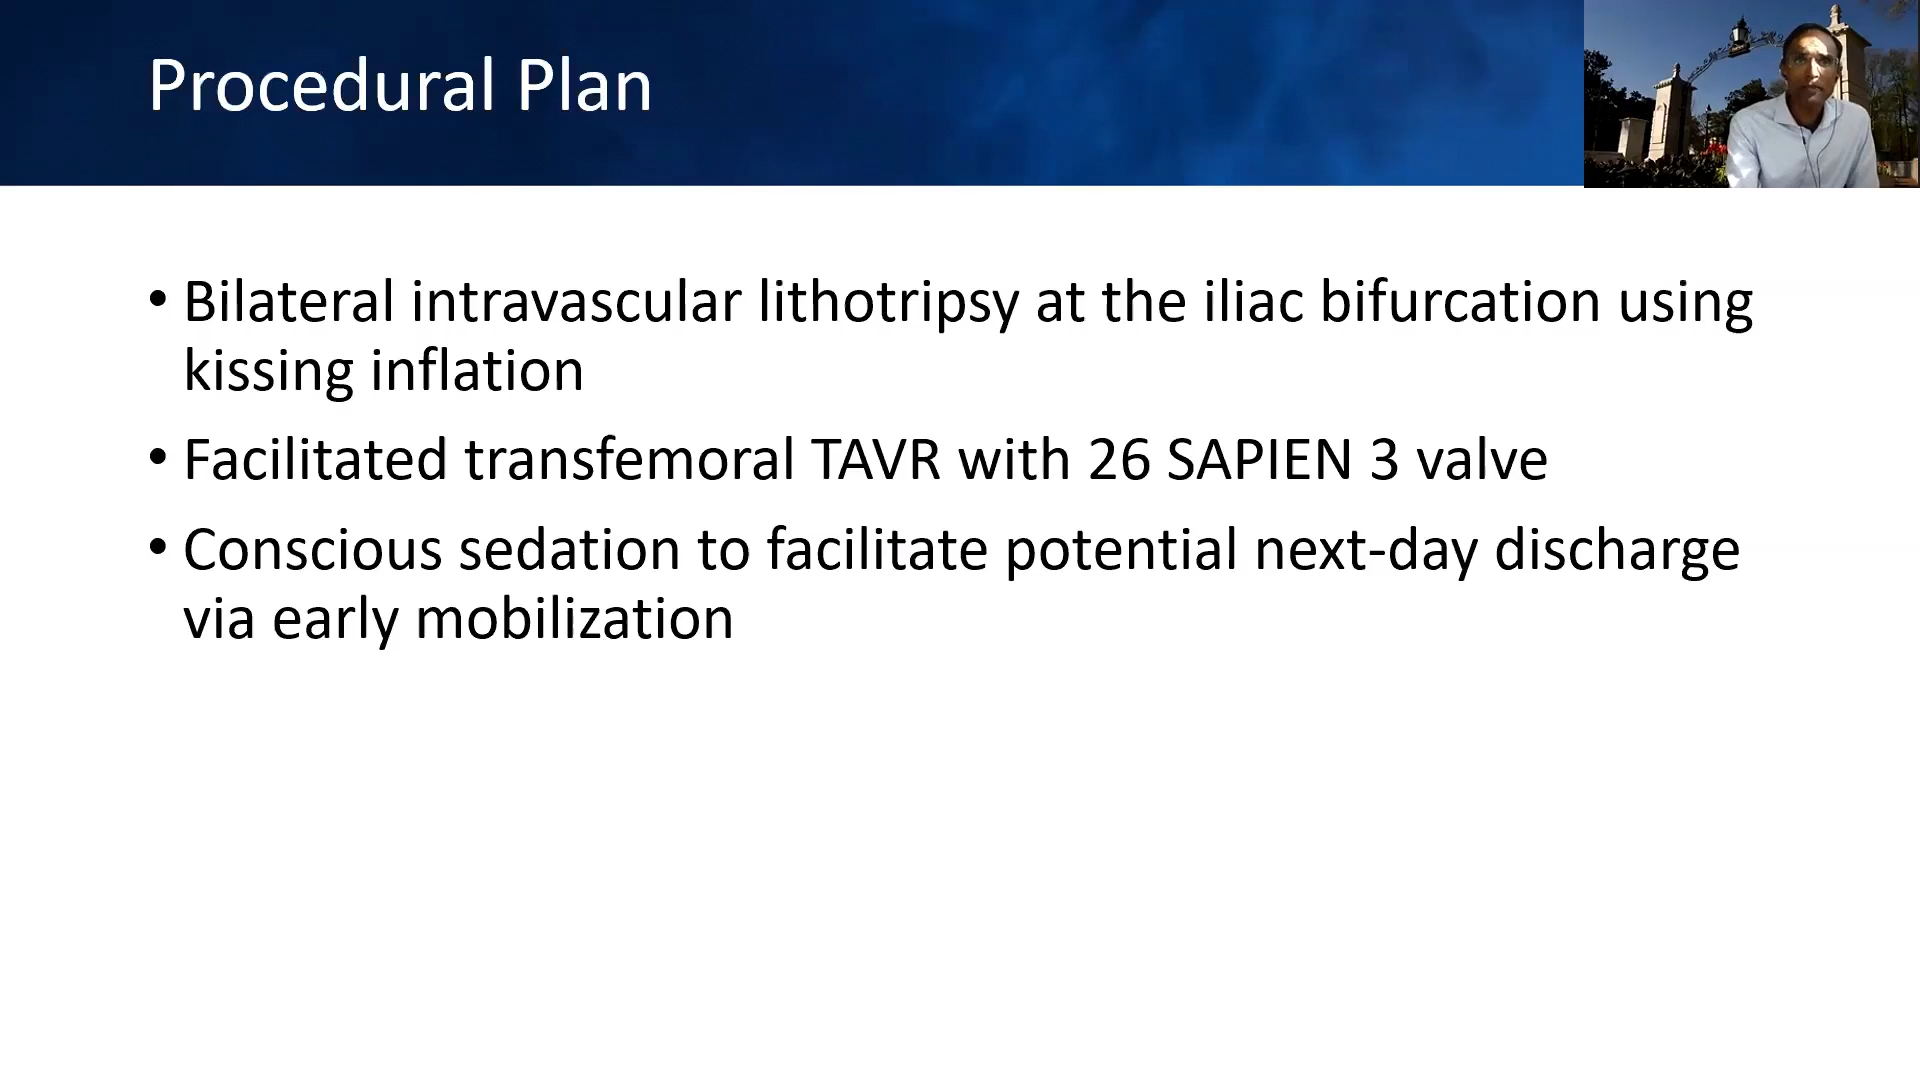 Procedural Plan
• Bilateral intravascular lithotripsy at the iliac bifurcation using
kissing inflation
• Facilitated transfemoral TAVR with 26 SAPIEN 3 valve
• Conscious sedation to facilitate potential next-day discharge
via early mobilization